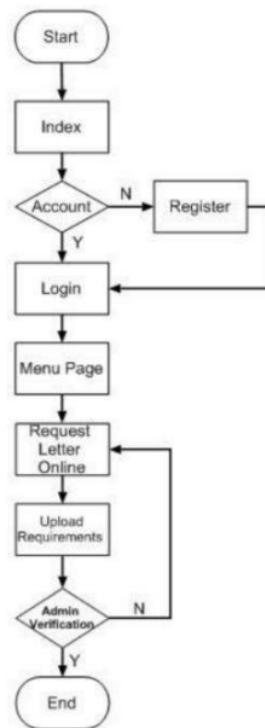 Start
Index
Account
N
Register
Y
Login
Menu Page
Request
Letter
Online
Upload
Requirements
Admin
Verification
N
Y
End